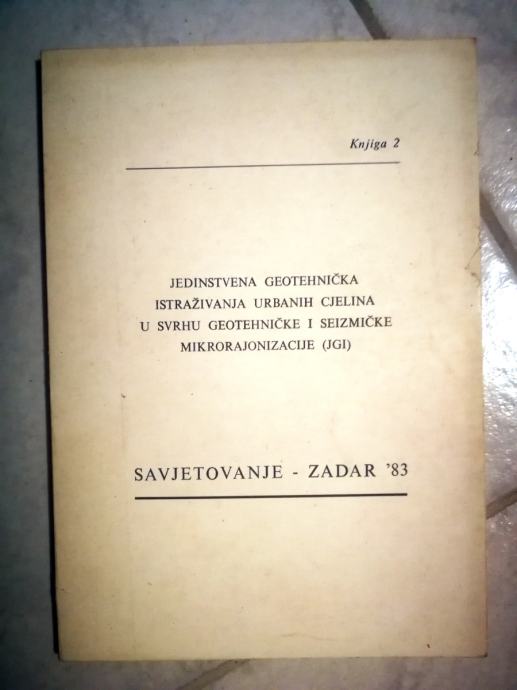 Knjiga 2
JEDINSTVENA GEOTEHNIČKA
ISTRAŽIVANJA URBANIH CJELINA
U SVRHU GEOTEHNIČKE I SEIZMIČKE
MIKRORAJONIZACIJE (JGI)
SAVJETOVANJE - ZADAR '83